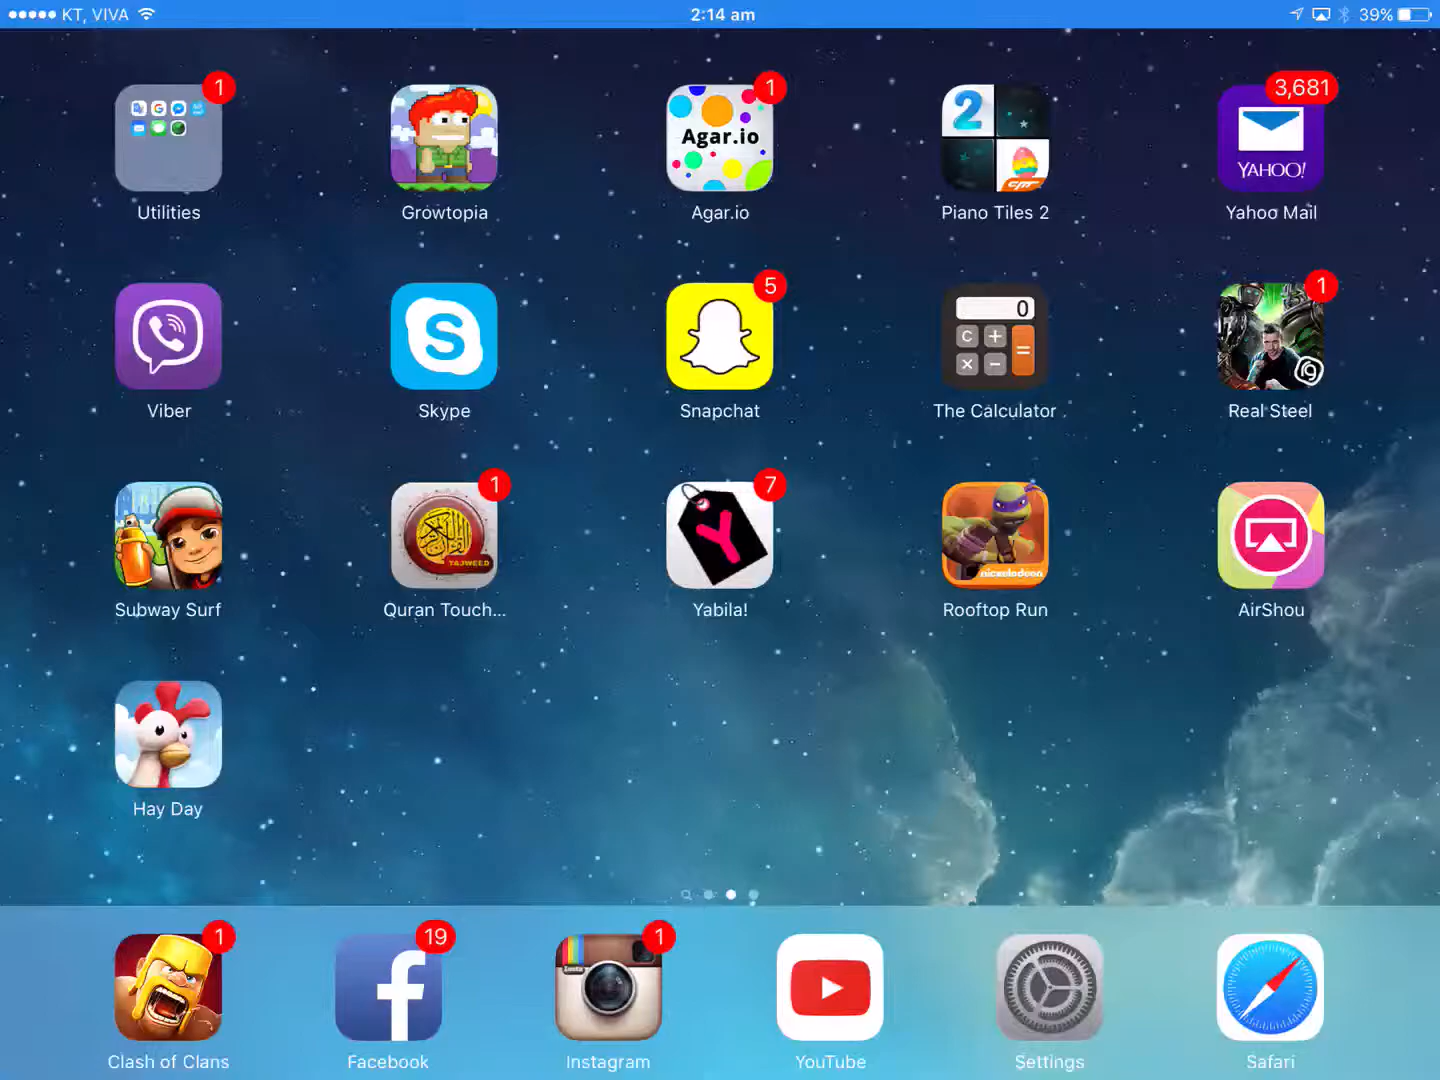 KT, VIVA 2:14 am 39%
1 1 3,681
2
Agar.io
CM
YAHOO!
Utilities Growtopia Agar.io Piano Tiles 2 Yahoo Mail
5 1
0
S
C +
=
× −
Viber Skype Snapchat The Calculator Real Steel
1 7
Y
TAJWEED
nickelodeon
Subway Surf Quran Touch... Yabila! Rooftop Run AirShou
Hay Day
1 19 1
f
Insta
Clash of Clans Facebook Instagram YouTube Settings Safari